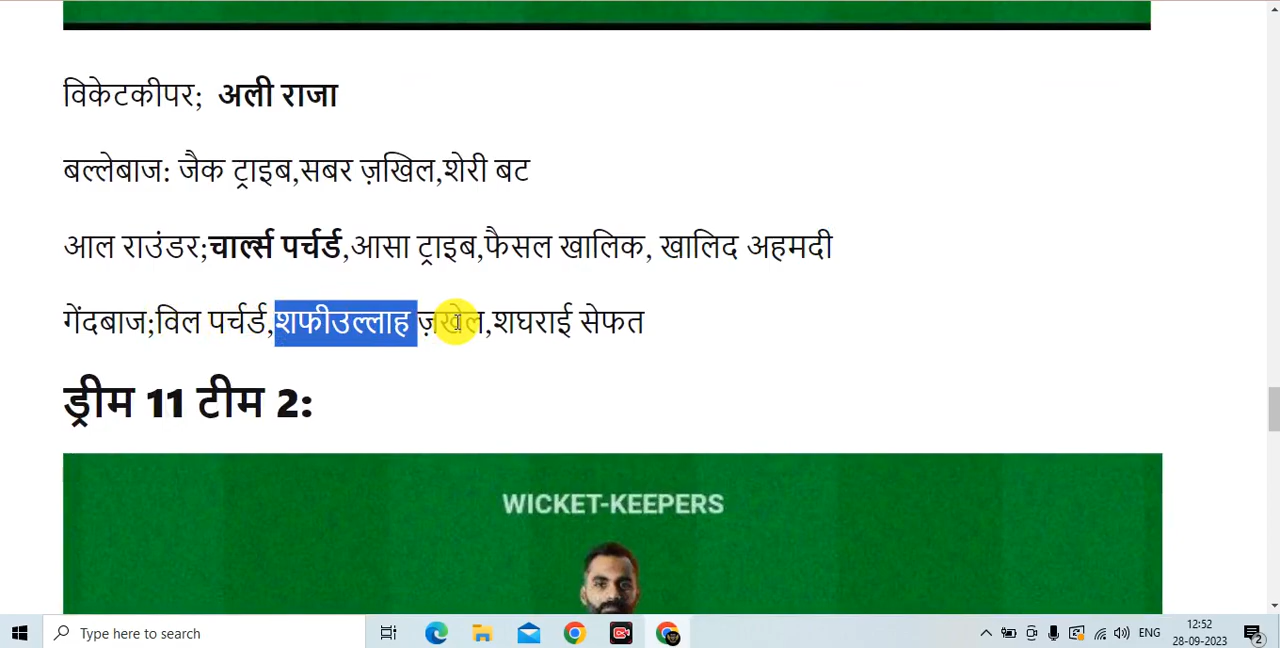 विकेटकीपर; अली राजा
बल्लेबाज: जैक ट्राइब,सबर ज़खिल,शेरी बट
आल राउंडर;चार्ल्स पर्चर्ड,आसा ट्राइब,फैसल खालिक, खालिद अहमदी
गेंदबाज;विल पर्चर्ड,शफीउल्लाह ज़खेल,शघराई सेफत
ड्रीम 11 टीम 2:
WICKET-KEEPERS
Type here to search
ENG
12:52
28-09-2023
2